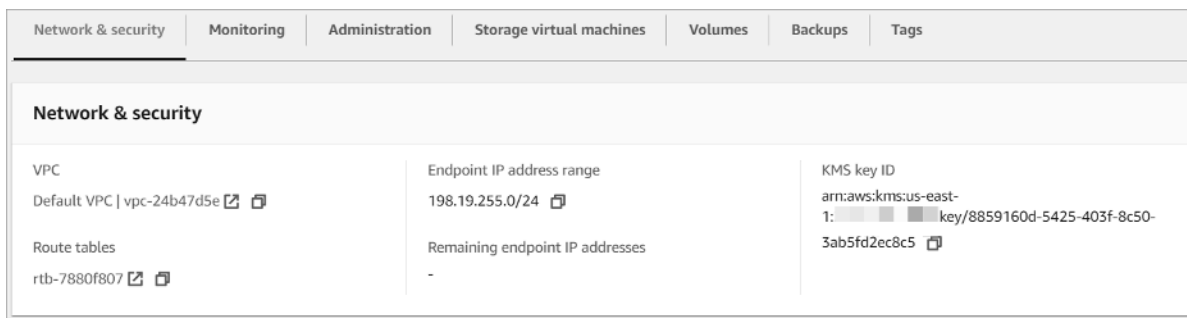 Network & security Monitoring Administration Storage virtual machines Volumes Backups Tags
Network & security
VPC
Default VPC | vpc-24b47d5e
Route tables
rtb-7880f807
Endpoint IP address range
198.19.255.0/24
Remaining endpoint IP addresses
-
KMS key ID
arn:aws:kms:us-east-
1: key/8859160d-5425-403f-8c50-
3ab5fd2ec8c5